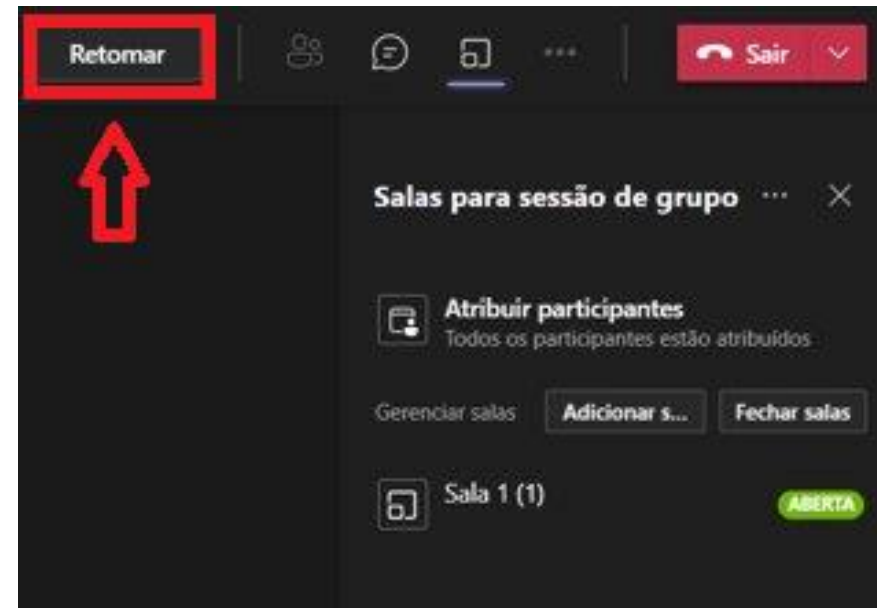 Retomar
Sair
Salas para sessão de grupo
Atribuir participantes
Todos os participantes estão atribuídos
Gerenciar salas
Adicionar s...
Fechar salas
Sala 1 (1)
ABERTA